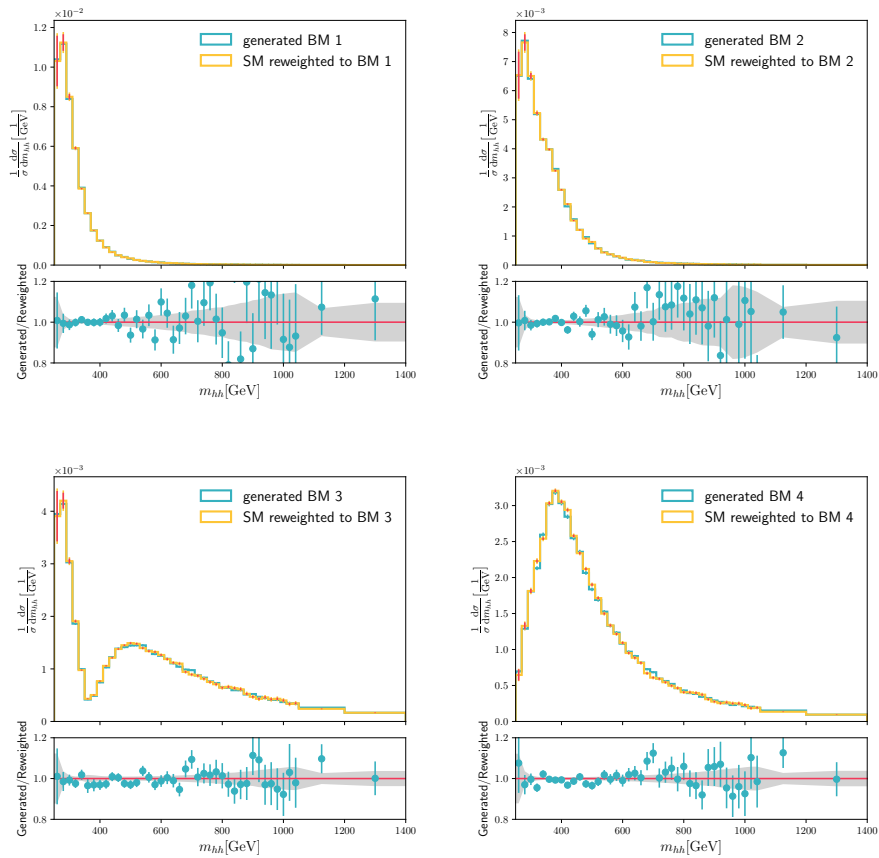 ×10−2
generated BM 1
SM reweighted to BM 1
1.2
1.0
0.8
0.6
0.4
0.2
0.0
1/σ dσ/dmhh [1/GeV]
Generated/Reweighted
1.2
1.0
0.8
400 600 800 1000 1200 1400
mhh[GeV]
×10−3
generated BM 2
SM reweighted to BM 2
8
7
6
5
4
3
2
1
0
1/σ dσ/dmhh [1/GeV]
Generated/Reweighted
1.2
1.0
0.8
400 600 800 1000 1200 1400
mhh[GeV]
×10−3
generated BM 3
SM reweighted to BM 3
4
3
2
1
0
1/σ dσ/dmhh [1/GeV]
Generated/Reweighted
1.2
1.0
0.8
400 600 800 1000 1200 1400
mhh[GeV]
×10−3
generated BM 4
SM reweighted to BM 4
3.0
2.5
2.0
1.5
1.0
0.5
0.0
1/σ dσ/dmhh [1/GeV]
Generated/Reweighted
1.2
1.0
0.8
400 600 800 1000 1200 1400
mhh[GeV]